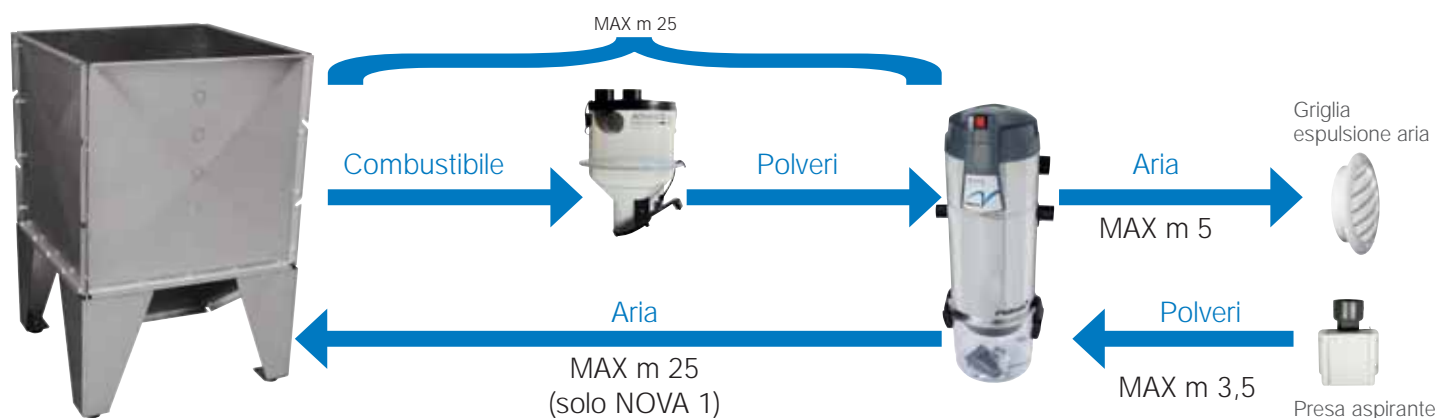 MAX m 25
Griglia
espulsione aria
Combustibile
Polveri
Aria
MAX m 5
Aria
MAX m 25
(solo NOVA 1)
Polveri
MAX m 3,5
Presa aspirante